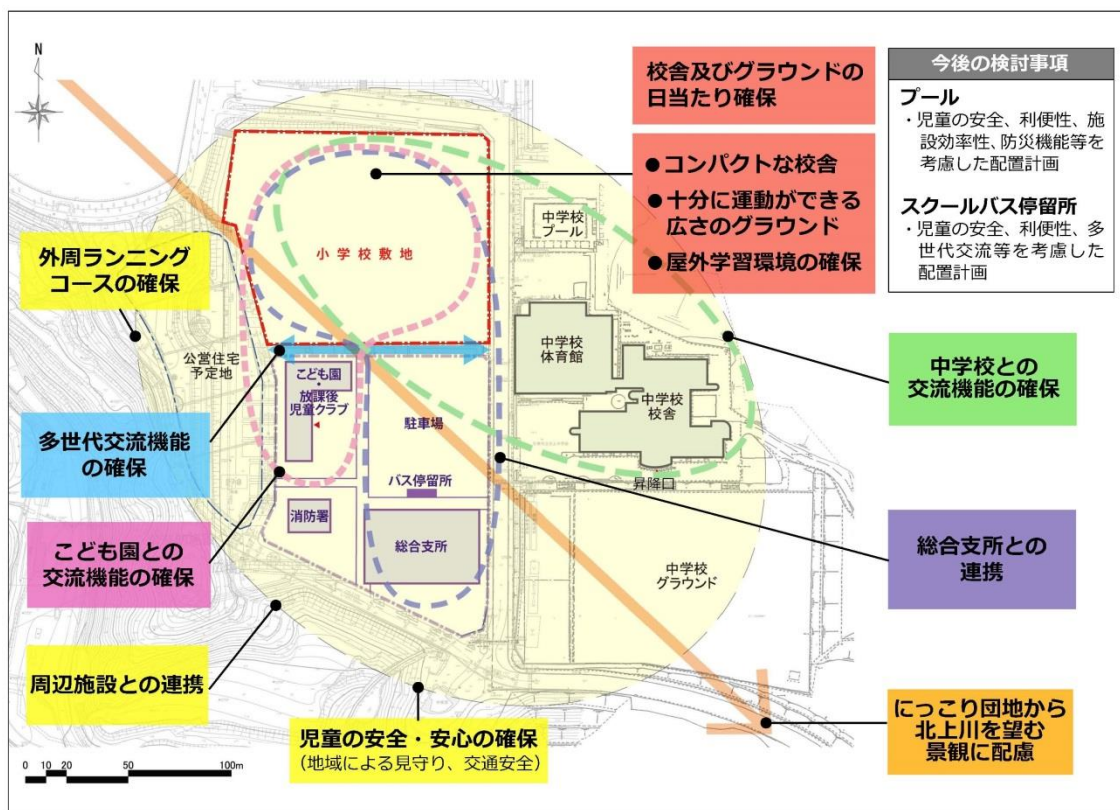 N
校舎及びグラウンドの
日当たり確保
●コンパクトな校舎
●十分に運動ができる
広さのグラウンド
●屋外学習環境の確保
今後の検討事項
プール
・児童の安全、利便性、施
設効率性、防災機能等を
考慮した配置計画
スクールバス停留所
・児童の安全、利便性、多
世代交流等を考慮した
配置計画
外周ランニング
コースの確保
小学校敷地
中学校
プール
公営住宅
予定地
中学校
体育館
中学校
校舎
中学校との
交流機能の確保
こども園
・
放課後
児童クラブ
駐車場
多世代交流機能
の確保
バス停留所
昇降口
消防署
総合支所
こども園との
交流機能の確保
中学校
グラウンド
総合支所との
連携
周辺施設との連携
児童の安全・安心の確保
(地域による見守り、交通安全)
にっこり団地から
北上川を望む
景観に配慮
0 10 20 50 100m